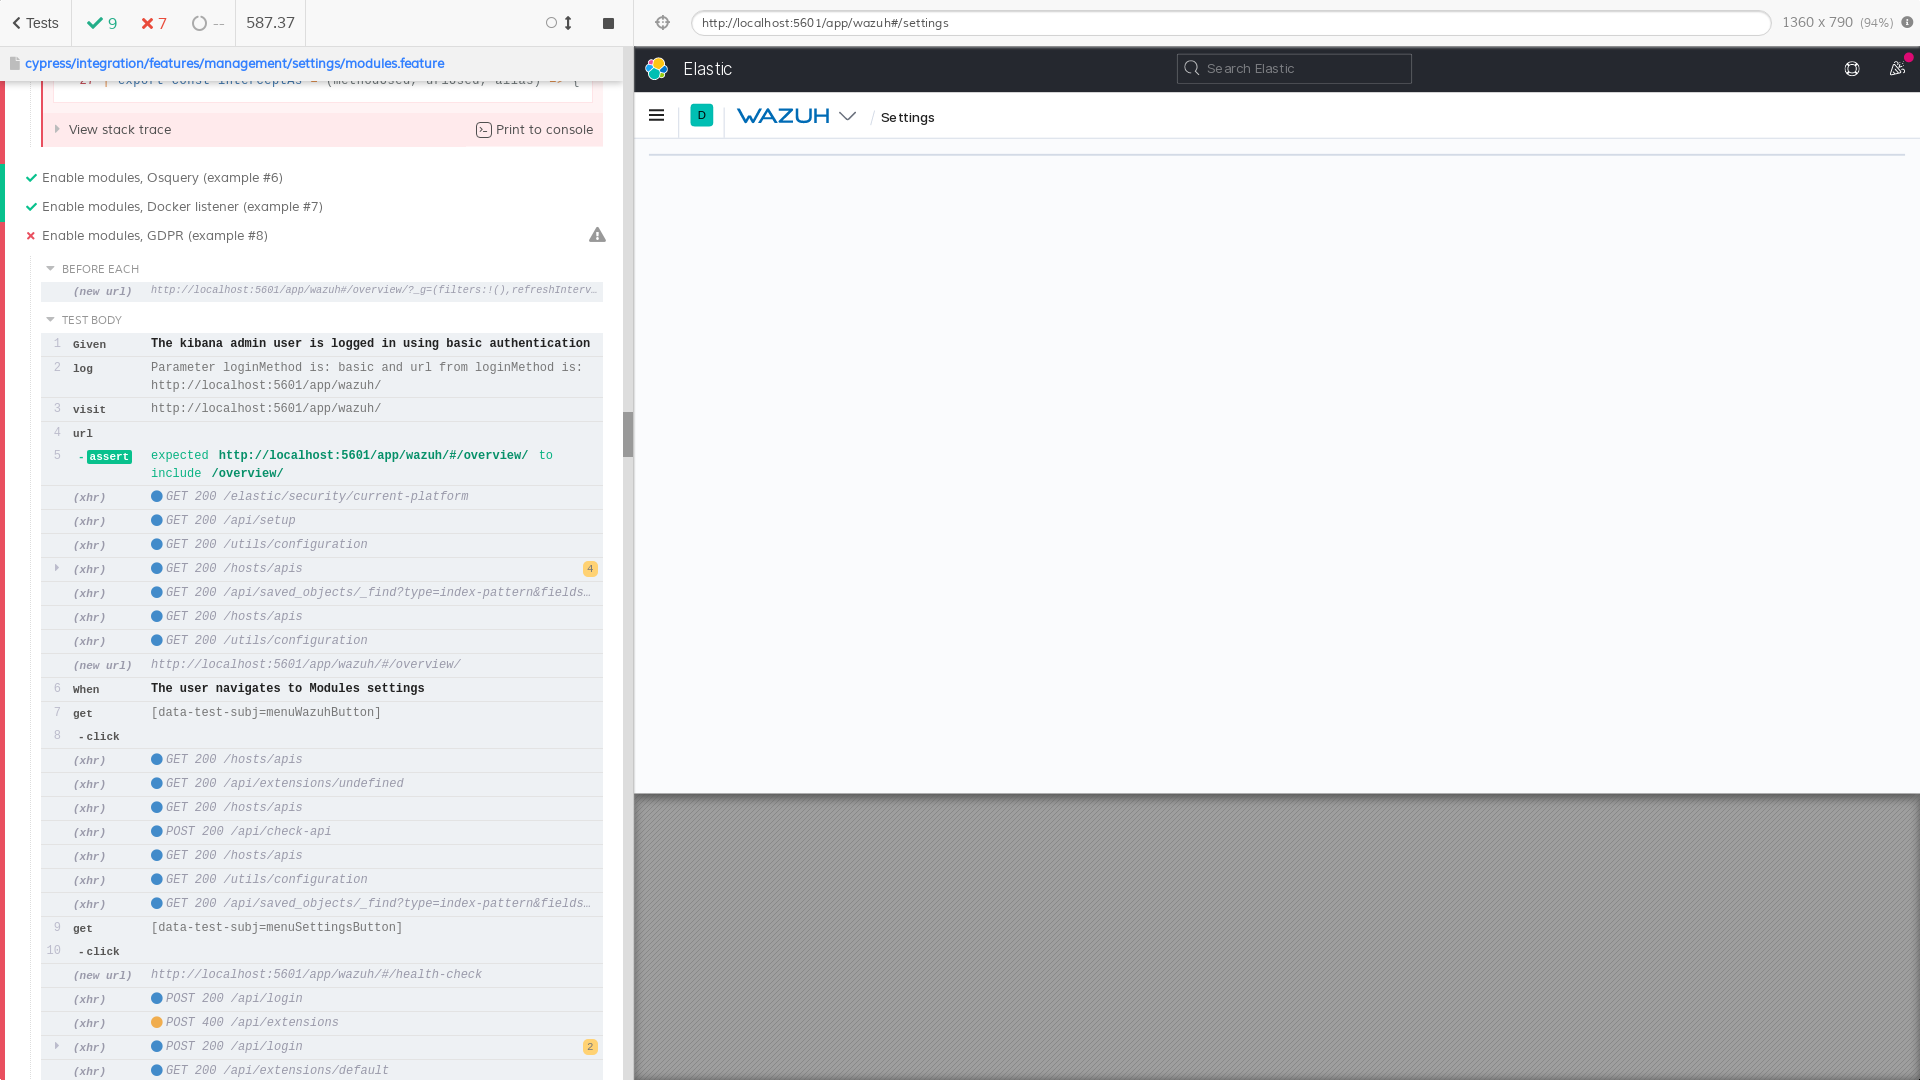 Tests
9
7
--
587.37
http://localhost:5601/app/wazuh#/settings
1360 x 790 (94%)
cypress/integration/features/management/settings/modules.feature
View stack trace
Print to console
Enable modules, Osquery (example #6)
Enable modules, Docker listener (example #7)
Enable modules, GDPR (example #8)
BEFORE EACH
(new url) http://localhost:5601/app/wazuh#/overview/?_g=(filters:!(),refreshInterv…
TEST BODY
1 Given The kibana admin user is logged in using basic authentication
2 log Parameter loginMethod is: basic and url from loginMethod is:
http://localhost:5601/app/wazuh/
3 visit http://localhost:5601/app/wazuh/
4 url
5 -assert expected http://localhost:5601/app/wazuh/#/overview/ to
include /overview/
(xhr) GET 200 /elastic/security/current-platform
(xhr) GET 200 /api/setup
(xhr) GET 200 /utils/configuration
(xhr) GET 200 /hosts/apis 4
(xhr) GET 200 /api/saved_objects/_find?type=index-pattern&fields…
(xhr) GET 200 /hosts/apis
(xhr) GET 200 /utils/configuration
(new url) http://localhost:5601/app/wazuh/#/overview/
6 When The user navigates to Modules settings
7 get [data-test-subj=menuWazuhButton]
8 -click
(xhr) GET 200 /hosts/apis
(xhr) GET 200 /api/extensions/undefined
(xhr) GET 200 /hosts/apis
(xhr) POST 200 /api/check-api
(xhr) GET 200 /hosts/apis
(xhr) GET 200 /utils/configuration
(xhr) GET 200 /api/saved_objects/_find?type=index-pattern&fields…
9 get [data-test-subj=menuSettingsButton]
10 -click
(new url) http://localhost:5601/app/wazuh/#/health-check
(xhr) POST 200 /api/login
(xhr) POST 400 /api/extensions
(xhr) POST 200 /api/login 2
(xhr) GET 200 /api/extensions/default
Elastic
Search Elastic
D
WAZUH
/ Settings